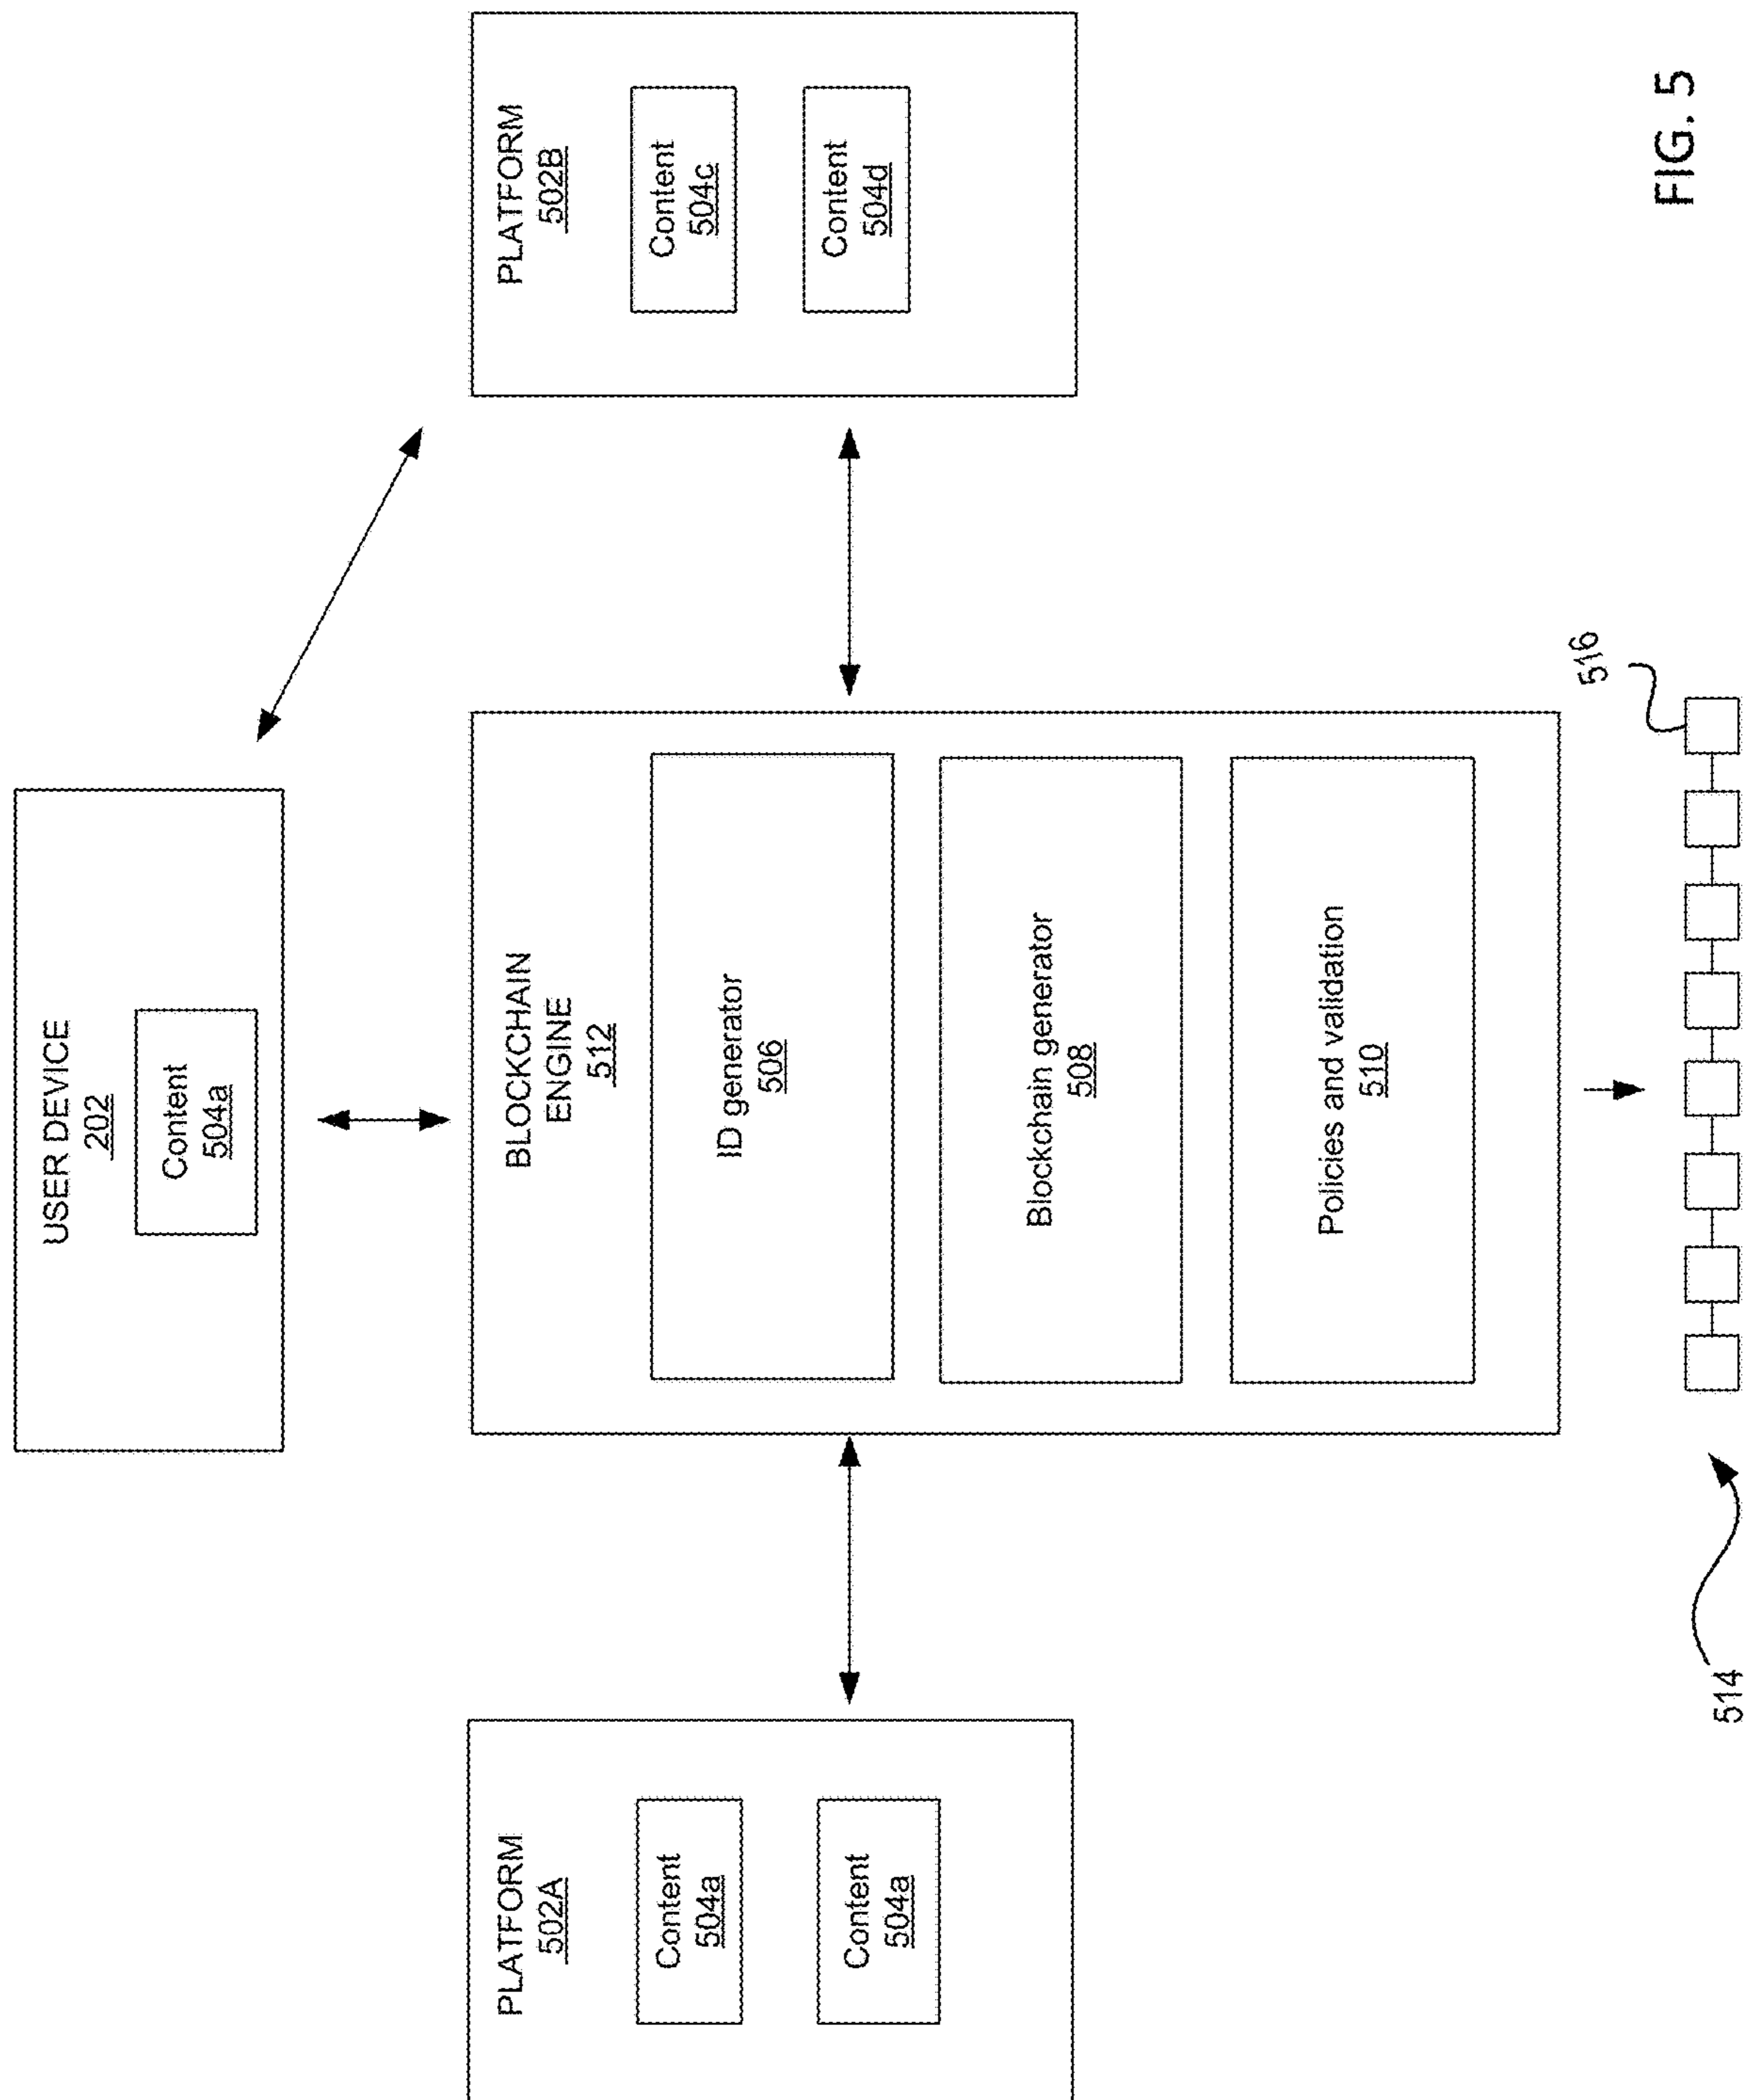 USER DEVICE
202
Content
504a
PLATFORM
502A
Content
504a
Content
504a
BLOCKCHAIN
ENGINE
512
ID generator
506
Blockchain generator
508
Policies and validation
510
PLATFORM
502B
Content
504c
Content
504d
514
516
FIG. 5